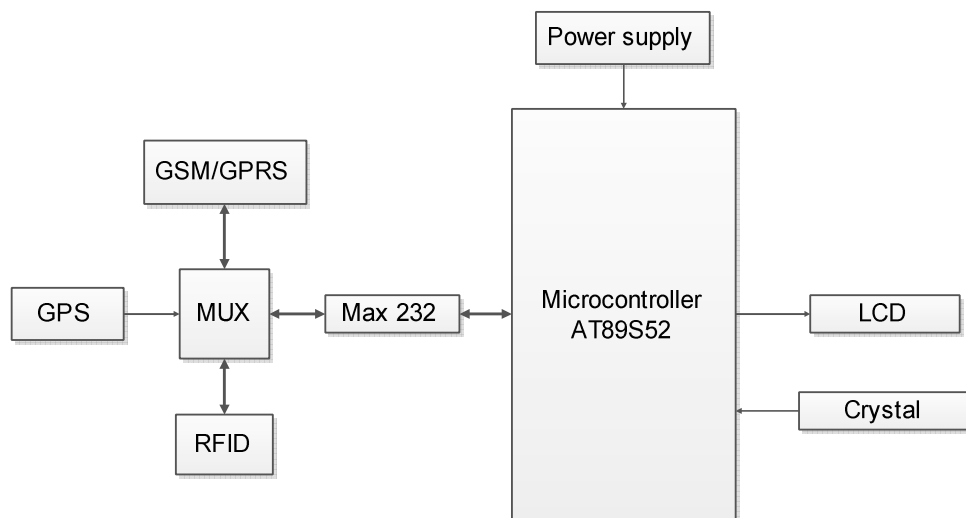 Power supply
GSM/GPRS
GPS
MUX
Max 232
Microcontroller
AT89S52
LCD
Crystal
RFID